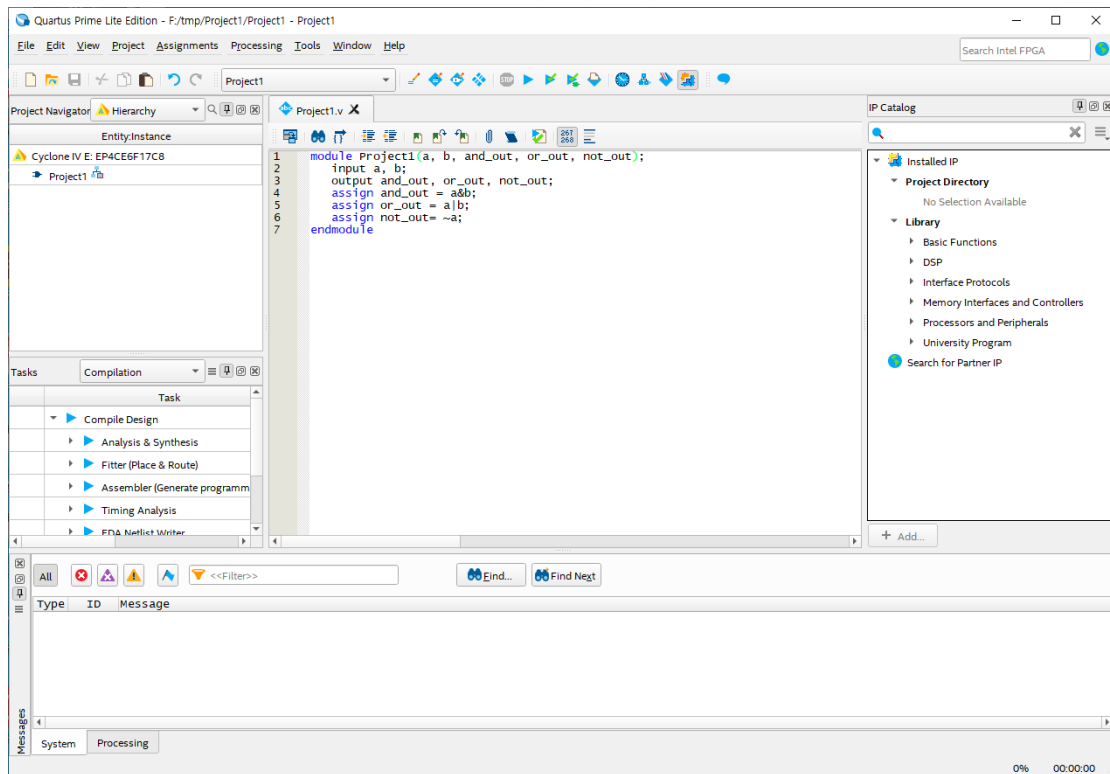 Quartus Prime Lite Edition - F:/tmp/Project1/Project1 - Project1
File Edit View Project Assignments Processing Tools Window Help
Search Intel FPGA
Project1
Project Navigator Hierarchy
Entity:Instance
Cyclone IV E: EP4CE6F17C8
Project1
Tasks Compilation
Task
Compile Design
Analysis & Synthesis
Fitter (Place & Route)
Assembler (Generate programm
Timing Analysis
EDA Netlist Writer
Project1.v
267
268
1 module Project1(a, b, and_out, or_out, not_out);
2 input a, b;
3 output and_out, or_out, not_out;
4 assign and_out = a&b;
5 assign or_out = a|b;
6 assign not_out= ~a;
7 endmodule
IP Catalog
Installed IP
Project Directory
No Selection Available
Library
Basic Functions
DSP
Interface Protocols
Memory Interfaces and Controllers
Processors and Peripherals
University Program
Search for Partner IP
+ Add...
All <<Filter>> Find... Find Next
Type ID Message
Messages
System Processing
0% 00:00:00